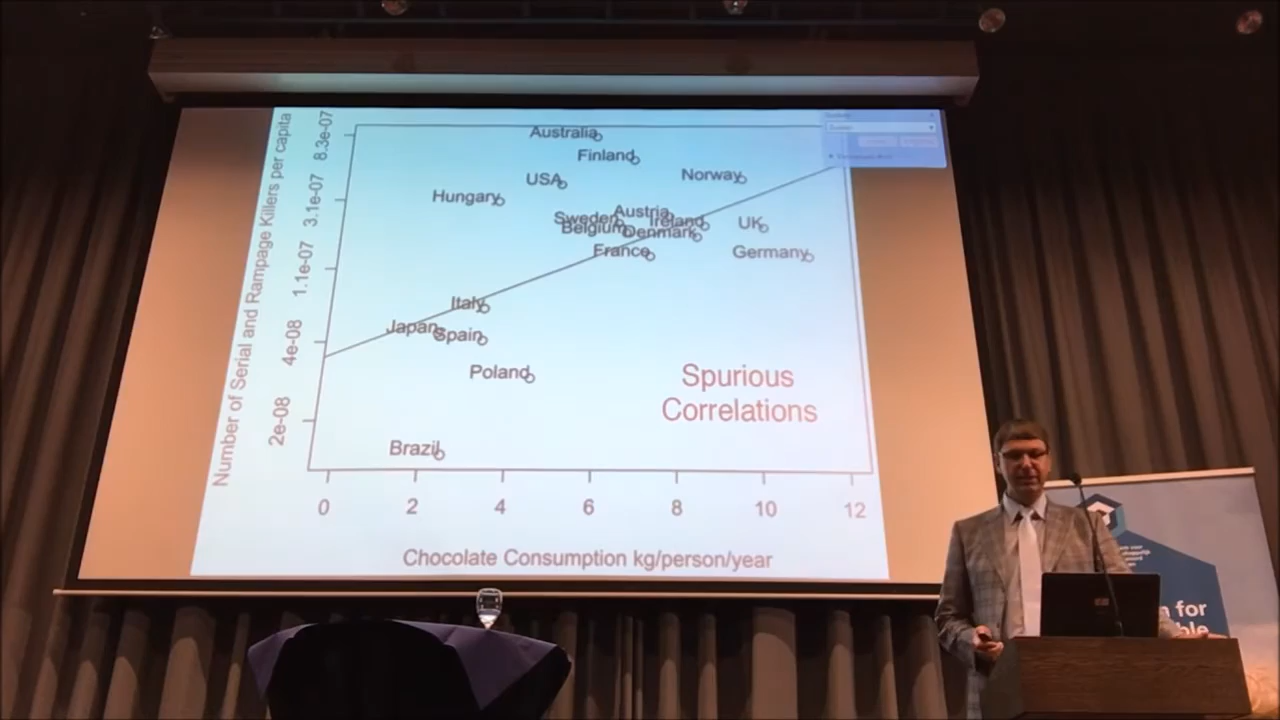 Number of Serial and Rampage Killers per capita
8.3e-07
3.1e-07
1.1e-07
4e-08
2e-08
Australia
Finland
USA
Norway
Hungary
Austria
Sweden
Ireland
UK
Belgium
Denmark
France
Germany
Italy
Japan
Spain
Poland
Brazil
Spurious
Correlations
0 2 4 6 8 10 12
Chocolate Consumption kg/person/year
for